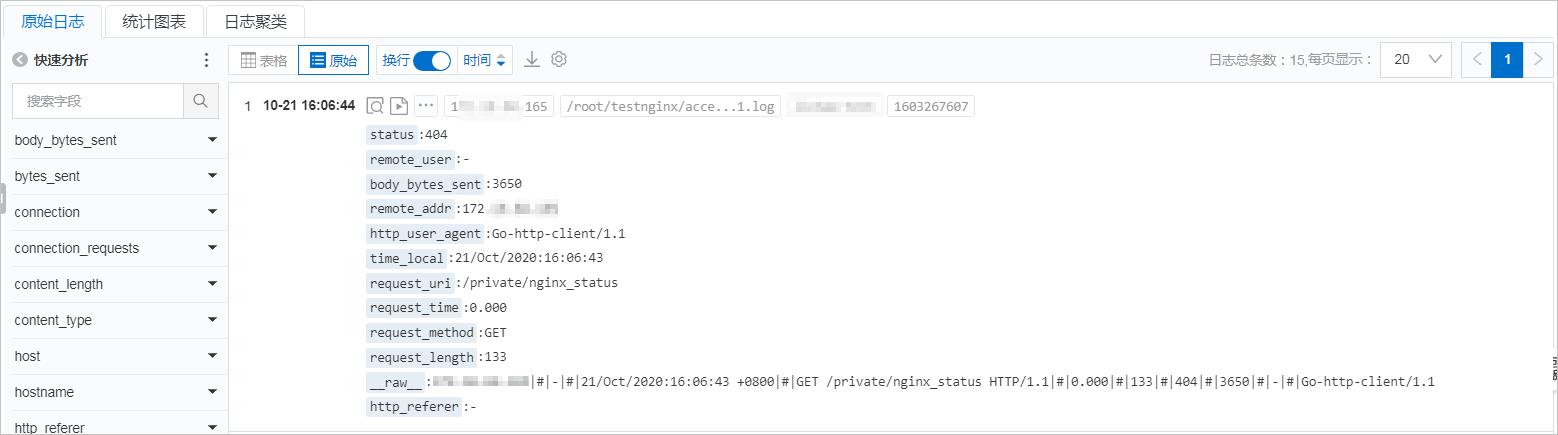 原始日志 统计图表 日志聚类
快速分析 表格 原始 换行 时间 日志总条数：15,每页显示： 20 1
搜索字段
1 10-21 16:06:44 165 /root/testnginx/acce...1.log 1603267607
status:404
body_bytes_sent
remote_user:-
bytes_sent
body_bytes_sent:3650
connection
remote_addr:172
http_user_agent:Go-http-client/1.1
connection_requests
time_local:21/Oct/2020:16:06:43
content_length
request_uri:/private/nginx_status
request_time:0.000
content_type
request_method:GET
host
request_length:133
__raw__: |#|-|#|21/Oct/2020:16:06:43 +0800|#|GET /private/nginx_status HTTP/1.1|#|0.000|#|133|#|404|#|3650|#|-|#|Go-http-client/1.1
hostname
http_referer:-
http_referer